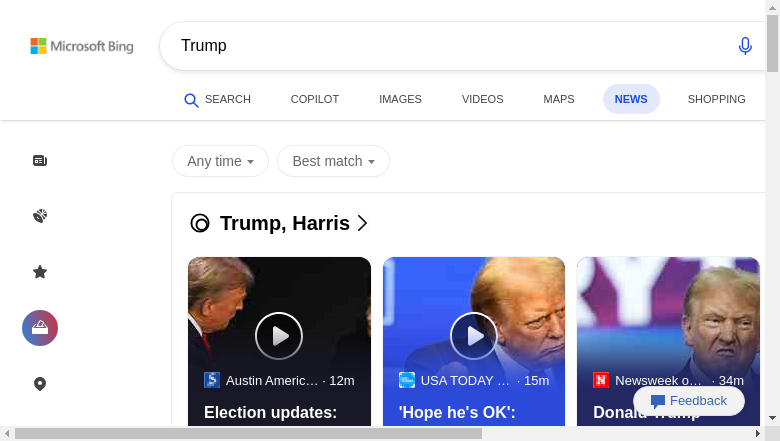 Microsoft Bing
Trump
SEARCH
COPILOT
IMAGES
VIDEOS
MAPS
NEWS
SHOPPING
Any time
Best match
Trump, Harris
Austin Americ… · 12m
Election updates:
USA TODAY … · 15m
'Hope he's OK':
Newsweek o… · 34m
Donald Trump
Feedback